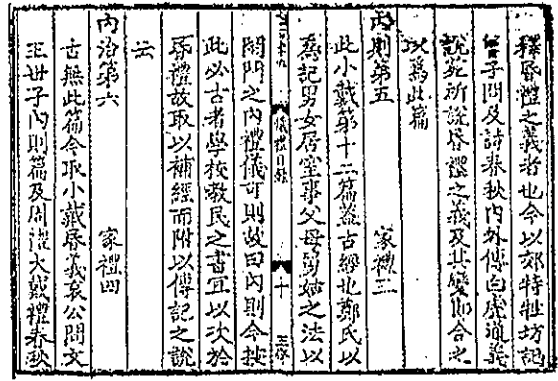 釋昏禮之義者也今以郊特牲坊記
曾子問及詩春秋內外傳白虎通義
說苑所說昏禮之義及其變節合之
以爲此篇
內則第五 家禮三
此小戴第十二篇蓋古經也鄭氏以
爲記男女居室事父母舅姑之法以
閨門之內禮儀可則故曰內則今按
此必古者學校教民之書宜以次於
昏禮故取以補經而附以傳記之說
云
內治第六 家禮四
古無此篇今取小戴昏義哀公問文
王世子內則篇及周禮大戴禮春秋
儀禮目錄 十